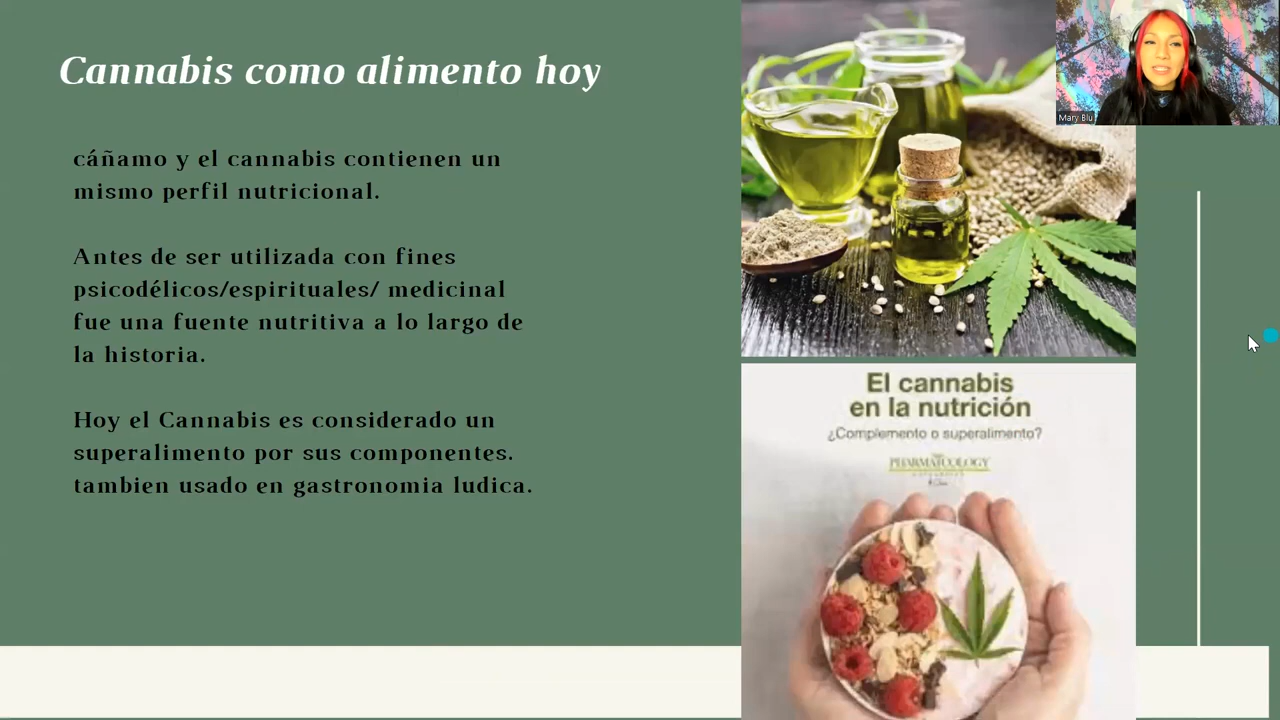 Cannabis como alimento hoy
cáñamo y el cannabis contienen un
mismo perfil nutricional.
Antes de ser utilizada con fines
psicodélicos/espirituales/ medicinal
fue una fuente nutritiva a lo largo de
la historia.
Hoy el Cannabis es considerado un
superalimento por sus componentes.
tambien usado en gastronomia ludica.
Mary Blu
El cannabis
en la nutrición
¿Complemento o superalimento?
PHARMACOLOGY